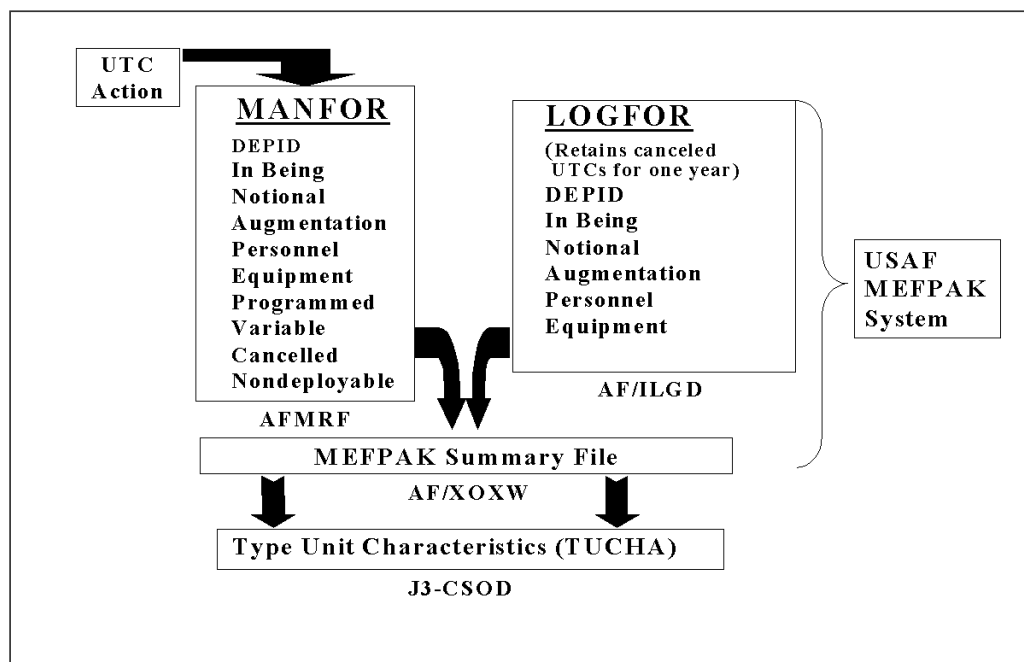 UTC
Action
MANFOR
DEPID
In Being
Notional
Augmentation
Personnel
Equipment
Programmed
Variable
Cancelled
Nondeployable
AFMRF
LOGFOR
(Retains canceled
UTCs for one year)
DEPID
In Being
Notional
Augmentation
Personnel
Equipment
AF/ILGD
USAF
MEFPAK
System
MEFPAK Summary File
AF/XOXW
Type Unit Characteristics (TUCHA)
J3-CSOD